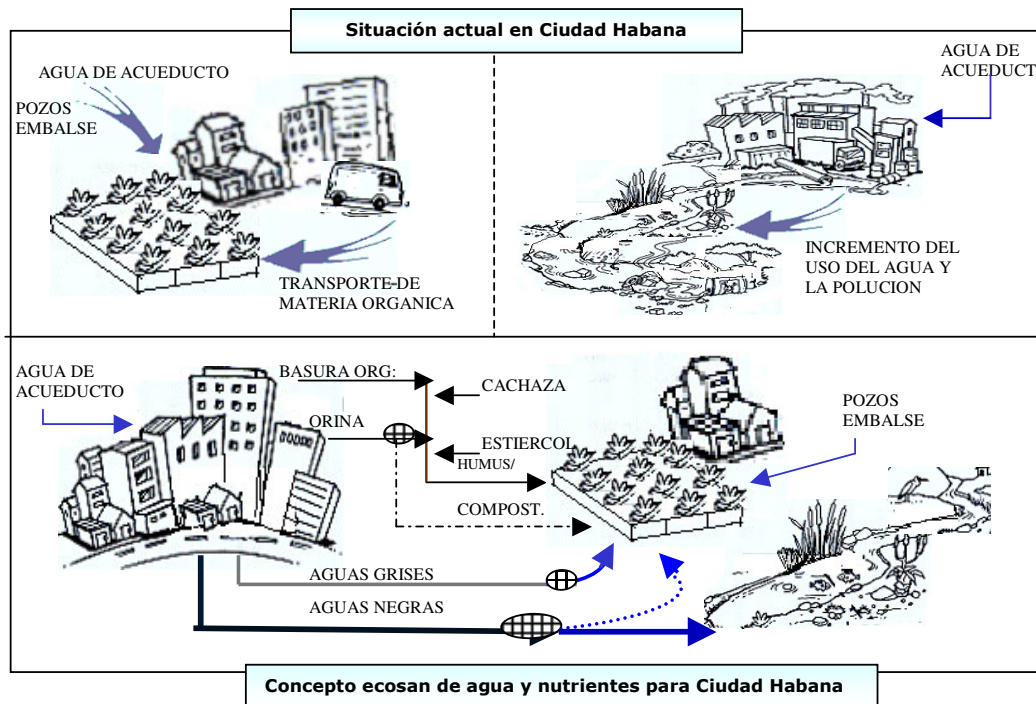 Situación actual en Ciudad Habana
AGUA DE ACUEDUCTO
POZOS
EMBALSE
TRANSPORTE-DE
MATERIA ORGANICA
AGUA DE
ACUEDUCT
INCREMENTO DEL
USO DEL AGUA Y
LA POLUCION
AGUA DE
ACUEDUCTO
BASURA ORG:
CACHAZA
ORINA
ESTIERCOL
HUMUS/
COMPOST.
POZOS
EMBALSE
AGUAS GRISES
AGUAS NEGRAS
Concepto ecosan de agua y nutrientes para Ciudad Habana